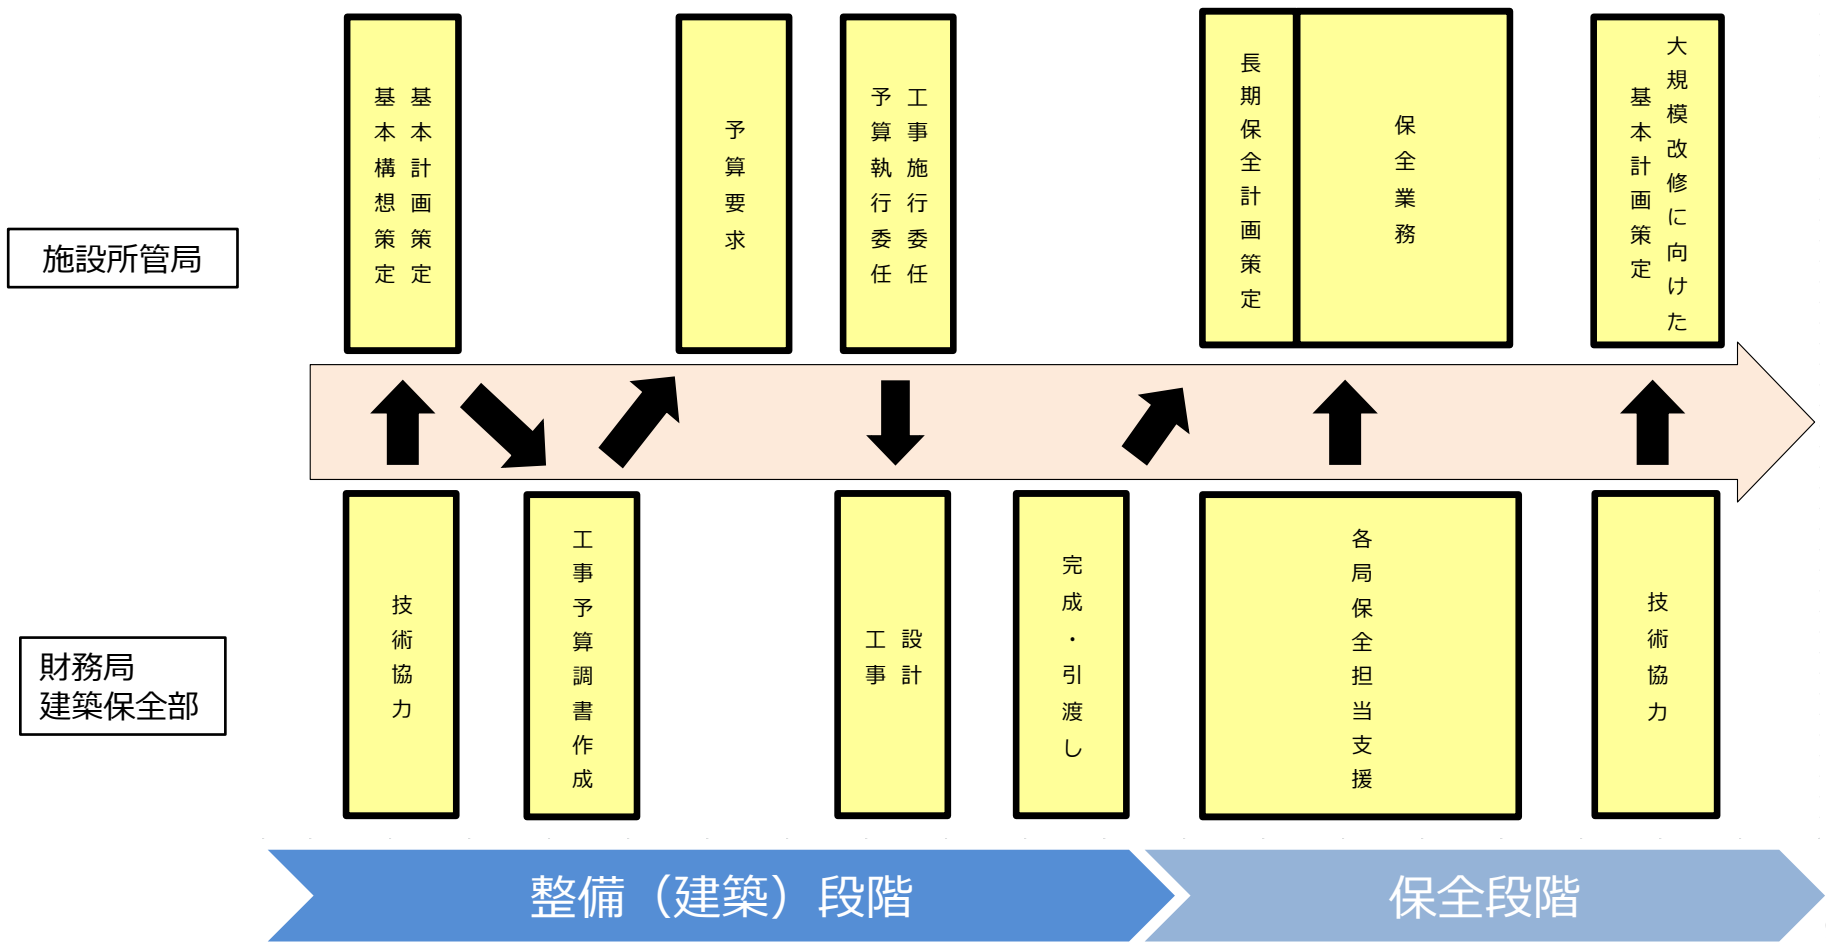 施設所管局
基本計画策定
基本構想策定
予算要求
工事施行委任
予算執行委任
長期保全計画策定
保全業務
大規模改修に向けた
基本計画策定
財務局
建築保全部
技術協力
工事予算調書作成
設計
工事
完成・引渡し
各局保全担当支援
技術協力
整備（建築）段階
保全段階